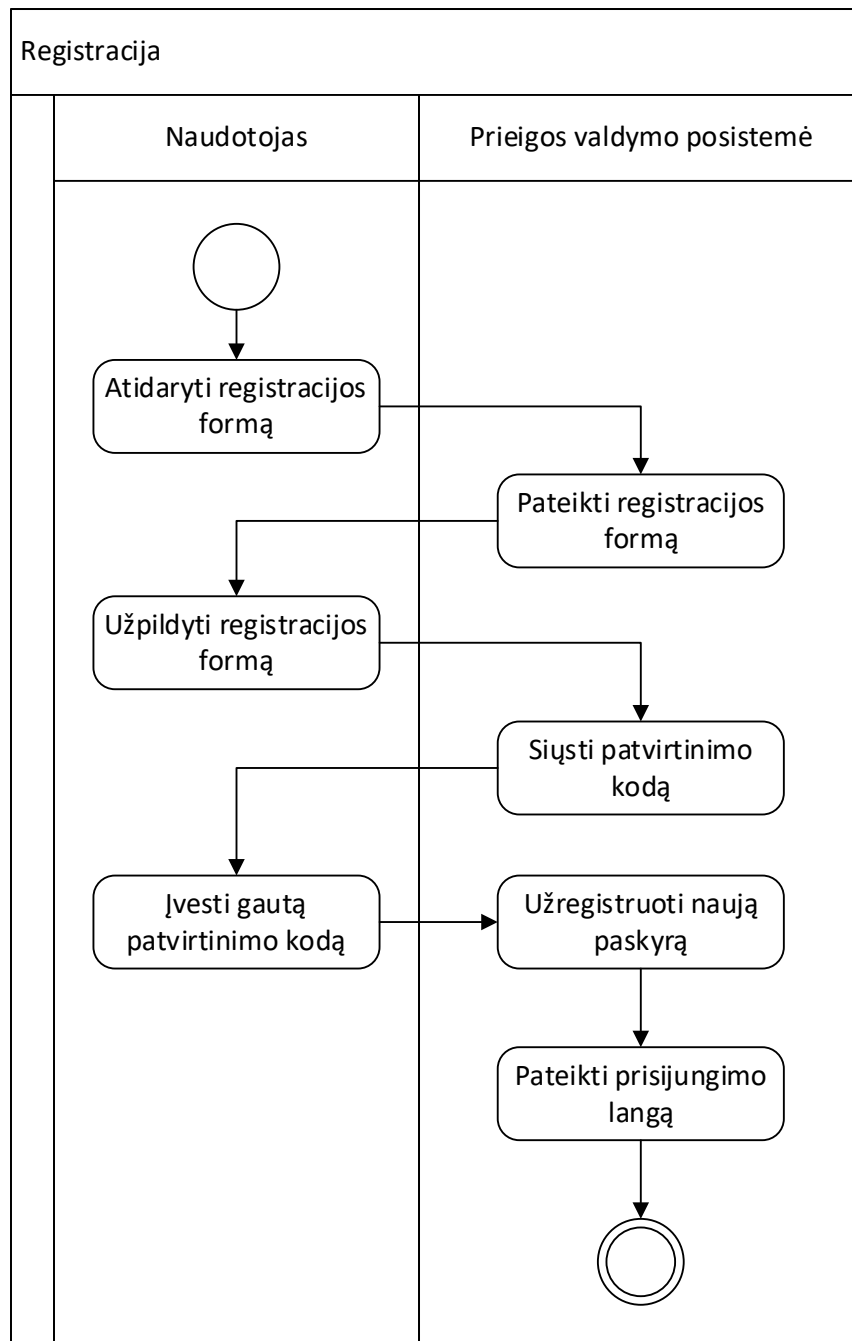 Registracija
Naudotojas
Prieigos valdymo posistemė
Atidaryti registracijos
formą
Pateikti registracijos
formą
Užpildyti registracijos
formą
Siųsti patvirtinimo
kodą
Įvesti gautą
patvirtinimo kodą
Užregistruoti naują
paskyrą
Pateikti prisijungimo
langą